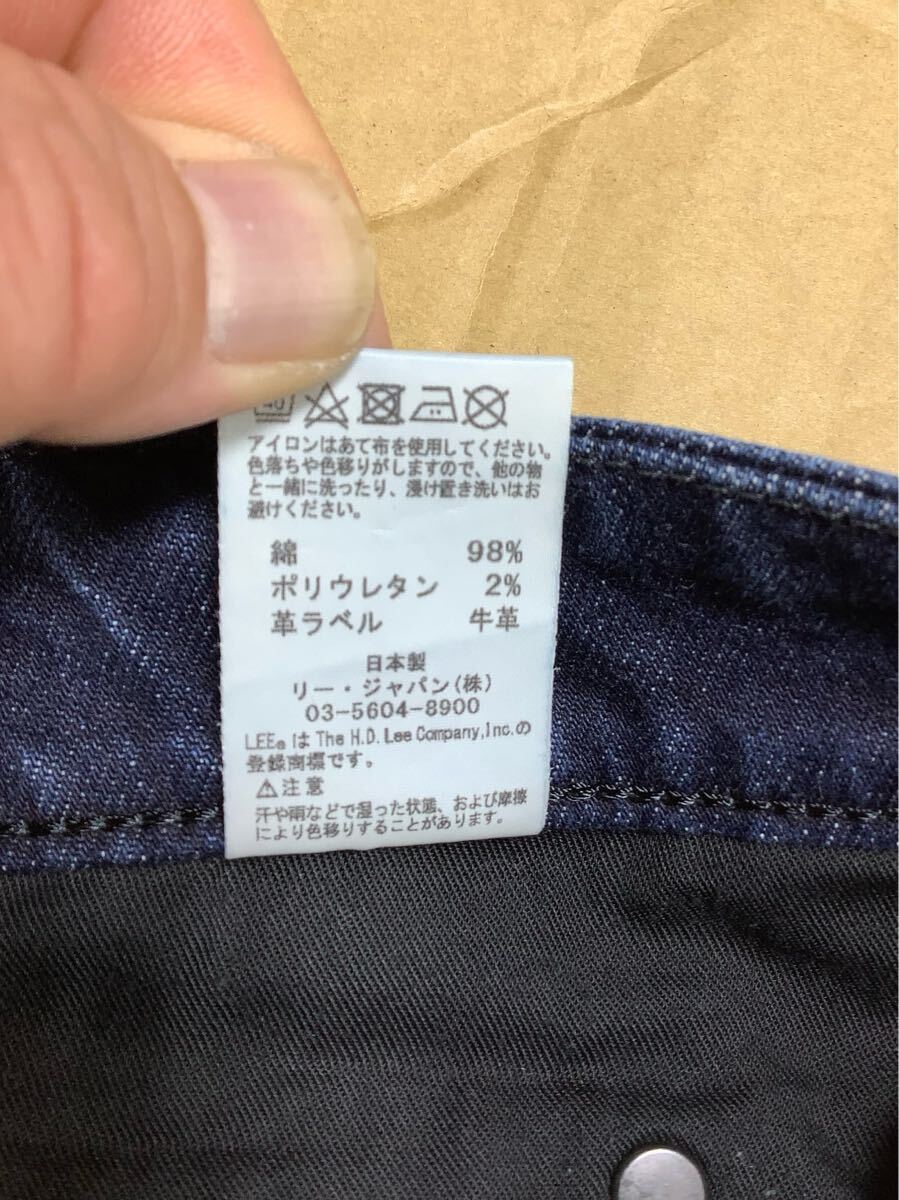 40
アイロンはあて布を使用してください。
色落ちや色移りがしますので、他の物
と一緒に洗ったり、浸け置き洗いはお
避けください。
綿 98%
ポリウレタン 2%
革ラベル 牛革
日本製
リー・ジャパン(株)
03-5604-8900
LEE® は The H.D. Lee Company,Inc.の
登録商標です。
⚠注意
汗や雨などで湿った状態、および摩擦
により色移りすることがあります。